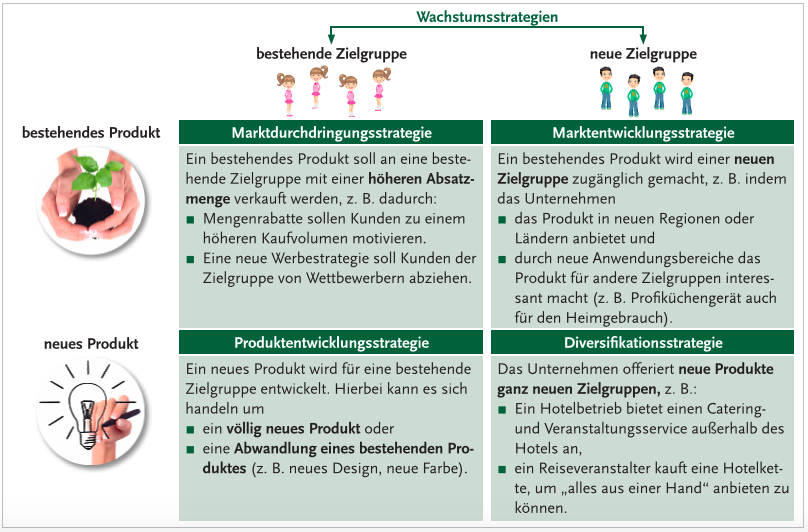 Wachstumsstrategien
bestehende Zielgruppe
neue Zielgruppe
bestehendes Produkt
Marktdurchdringungsstrategie
Ein bestehendes Produkt soll an eine beste-
hende Zielgruppe mit einer höheren Absatz-
menge verkauft werden, z. B. dadurch:
■ Mengenrabatte sollen Kunden zu einem
höheren Kaufvolumen motivieren.
■ Eine neue Werbestrategie soll Kunden der
Zielgruppe von Wettbewerbern abziehen.
Marktentwicklungsstrategie
Ein bestehendes Produkt wird einer neuen
Zielgruppe zugänglich gemacht, z. B. indem
das Unternehmen
■ das Produkt in neuen Regionen oder
Ländern anbietet und
■ durch neue Anwendungsbereiche das
Produkt für andere Zielgruppen interes-
sant macht (z. B. Profiküchengerät auch
für den Heimgebrauch).
neues Produkt
Produktentwicklungsstrategie
Ein neues Produkt wird für eine bestehende
Zielgruppe entwickelt. Hierbei kann es sich
handeln um
■ ein völlig neues Produkt oder
■ eine Abwandlung eines bestehenden Pro-
duktes (z. B. neues Design, neue Farbe).
Diversifikationsstrategie
Das Unternehmen offeriert neue Produkte
ganz neuen Zielgruppen, z. B.:
■ Ein Hotelbetrieb bietet einen Catering-
und Veranstaltungsservice außerhalb des
Hotels an,
■ ein Reiseveranstalter kauft eine Hotelket-
te, um „alles aus einer Hand“ anbieten zu
können.